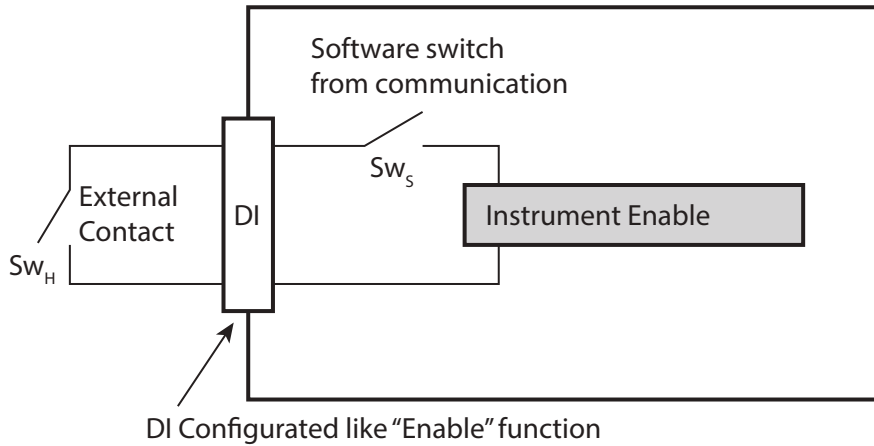 Software switch
from communication
Sw_S
External
Contact
DI
Instrument Enable
Sw_H
DI Configurated like “Enable” function